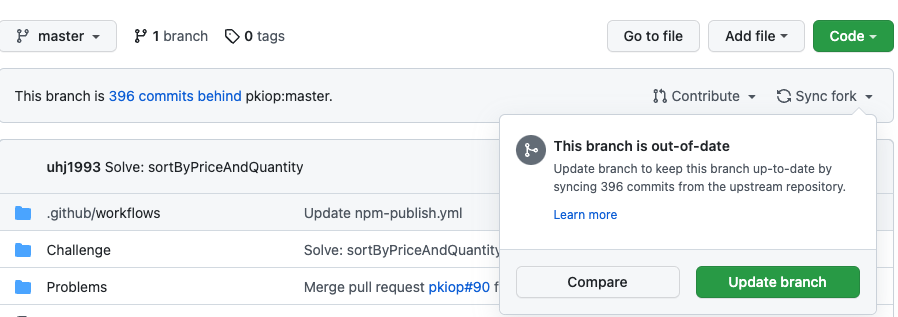 master
1 branch
0 tags
Go to file
Add file
Code
This branch is 396 commits behind pkiop:master.
Contribute
Sync fork
This branch is out-of-date
Update branch to keep this branch up-to-date by
syncing 396 commits from the upstream repository.
Learn more
Compare
Update branch
uhj1993 Solve: sortByPriceAndQuantity
.github/workflows
Update npm-publish.yml
Challenge
Solve: sortByPriceAndQuantity
Problems
Merge pull request pkiop#90 f